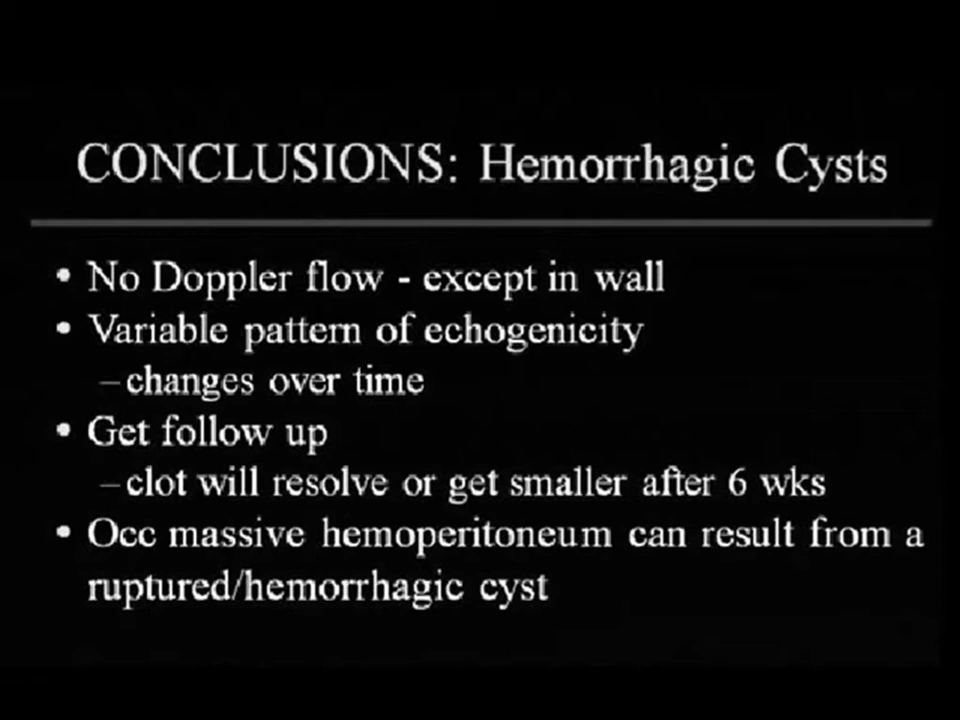 CONCLUSIONS: Hemorrhagic Cysts
• No Doppler flow - except in wall
• Variable pattern of echogenicity
– changes over time
• Get follow up
– clot will resolve or get smaller after 6 wks
• Occ massive hemoperitoneum can result from a
ruptured/hemorrhagic cyst